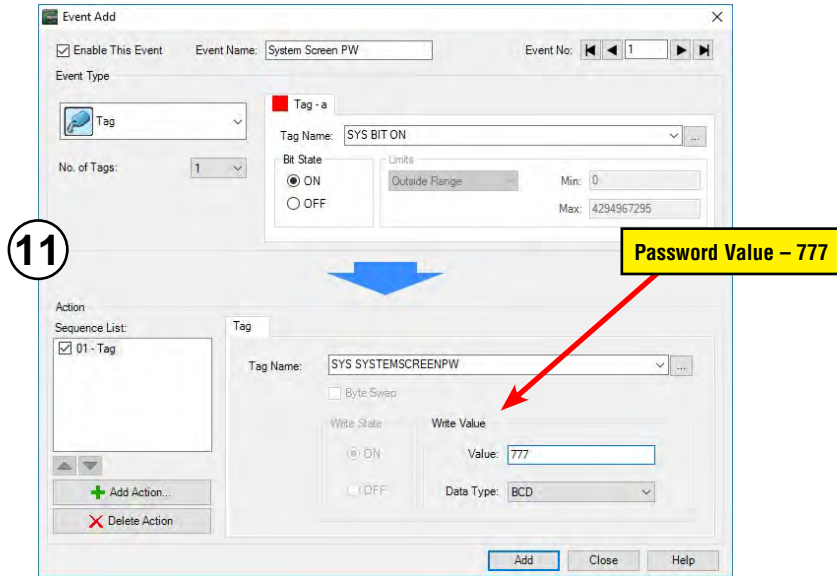 Event Add
Enable This Event Event Name: System Screen PW Event No: 1
Event Type
Tag
No. of Tags: 1
Tag - a
Tag Name: SYS BIT ON ...
Bit State
ON
OFF
Limits
Outside Range Min: 0
Max: 4294967295
11
Password Value – 777
Action
Sequence List:
01 - Tag
Add Action...
Delete Action
Tag
Tag Name: SYS SYSTEMSCREENPW ...
Byte Swap
Write State
ON
OFF
Write Value
Value: 777
Data Type: BCD
Add Close Help